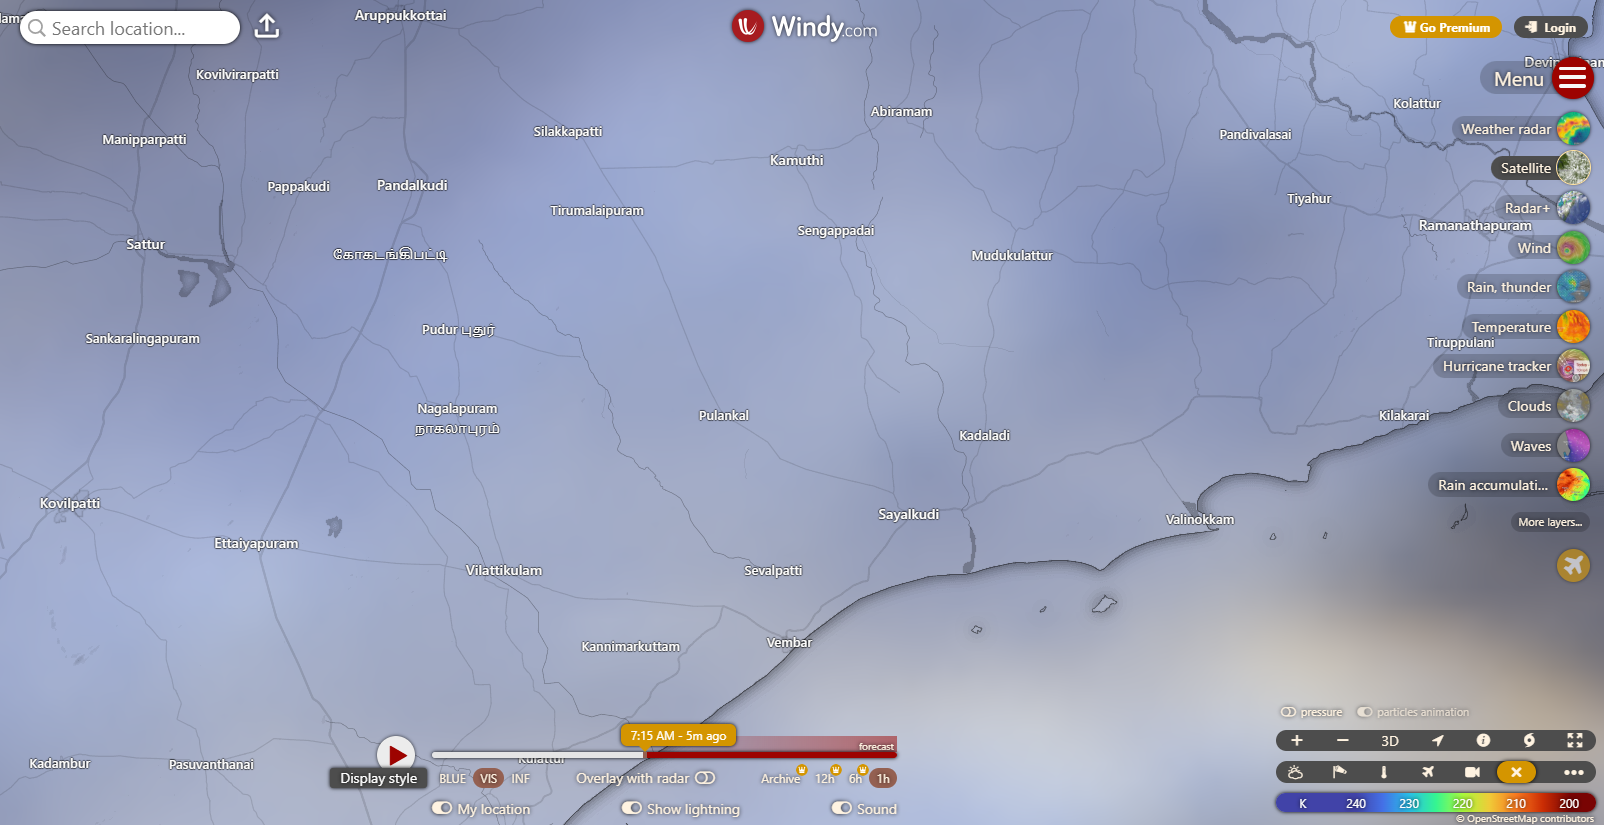 Aruppukkottai
Search location...
Windy.com
Go Premium
Login
Kovilvirarpatti
Menu
Abiramam
Kolattur
Manipparpatti
Silakkapatti
Pandivalasai
Weather radar
Kamuthi
Satellite
Pappakudi
Pandalkudi
Tirumalaipuram
Tiyahur
Radar+
Sattur
Sengappadai
Ramanathapuram
கோகடங்கிபட்டி
Mudukulattur
Wind
Rain, thunder
Sankaralingapuram
Pudur புதுர்
Temperature
Tiruppulani
Hurricane tracker
Nagalapuram
நாகலாபுரம்
Pulankal
Kadaladi
Kilakarai
Clouds
Waves
Rain accumulati...
Kovilpatti
Sayalkudi
Valinokkam
More layers...
Ettaiyapuram
Vilattikulam
Sevalpatti
Kannimarkuttam
Vembar
pressure
particles animation
7:15 AM - 5m ago
forecast
3D
Kadambur
Pasuvanthanai
Kulattur
Display style
BLUE
VIS
INF
Overlay with radar
Archive
12h
6h
1h
My location
Show lightning
Sound
K 240 230 220 210 200
© OpenStreetMap contributors